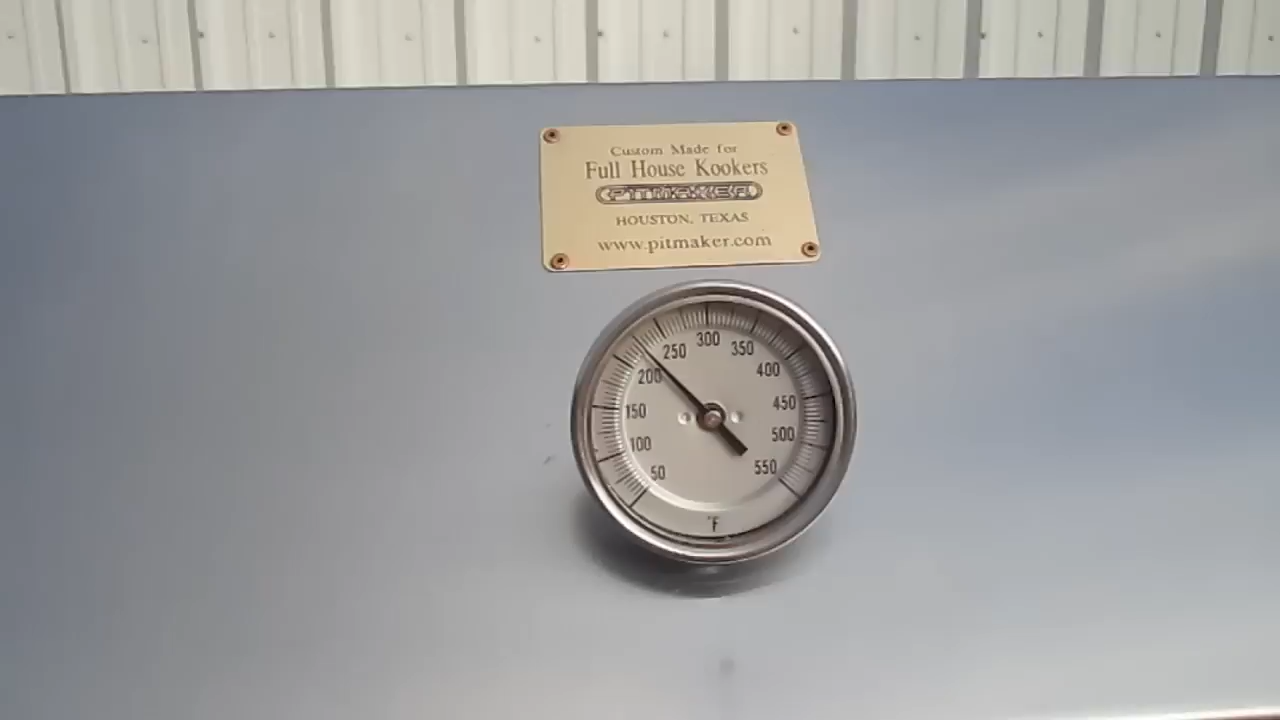 Custom Made for
Full House Kookers
PITMAKER
HOUSTON, TEXAS
www.pitmaker.com
300
250
350
200
400
150
450
100
500
50
550
°F